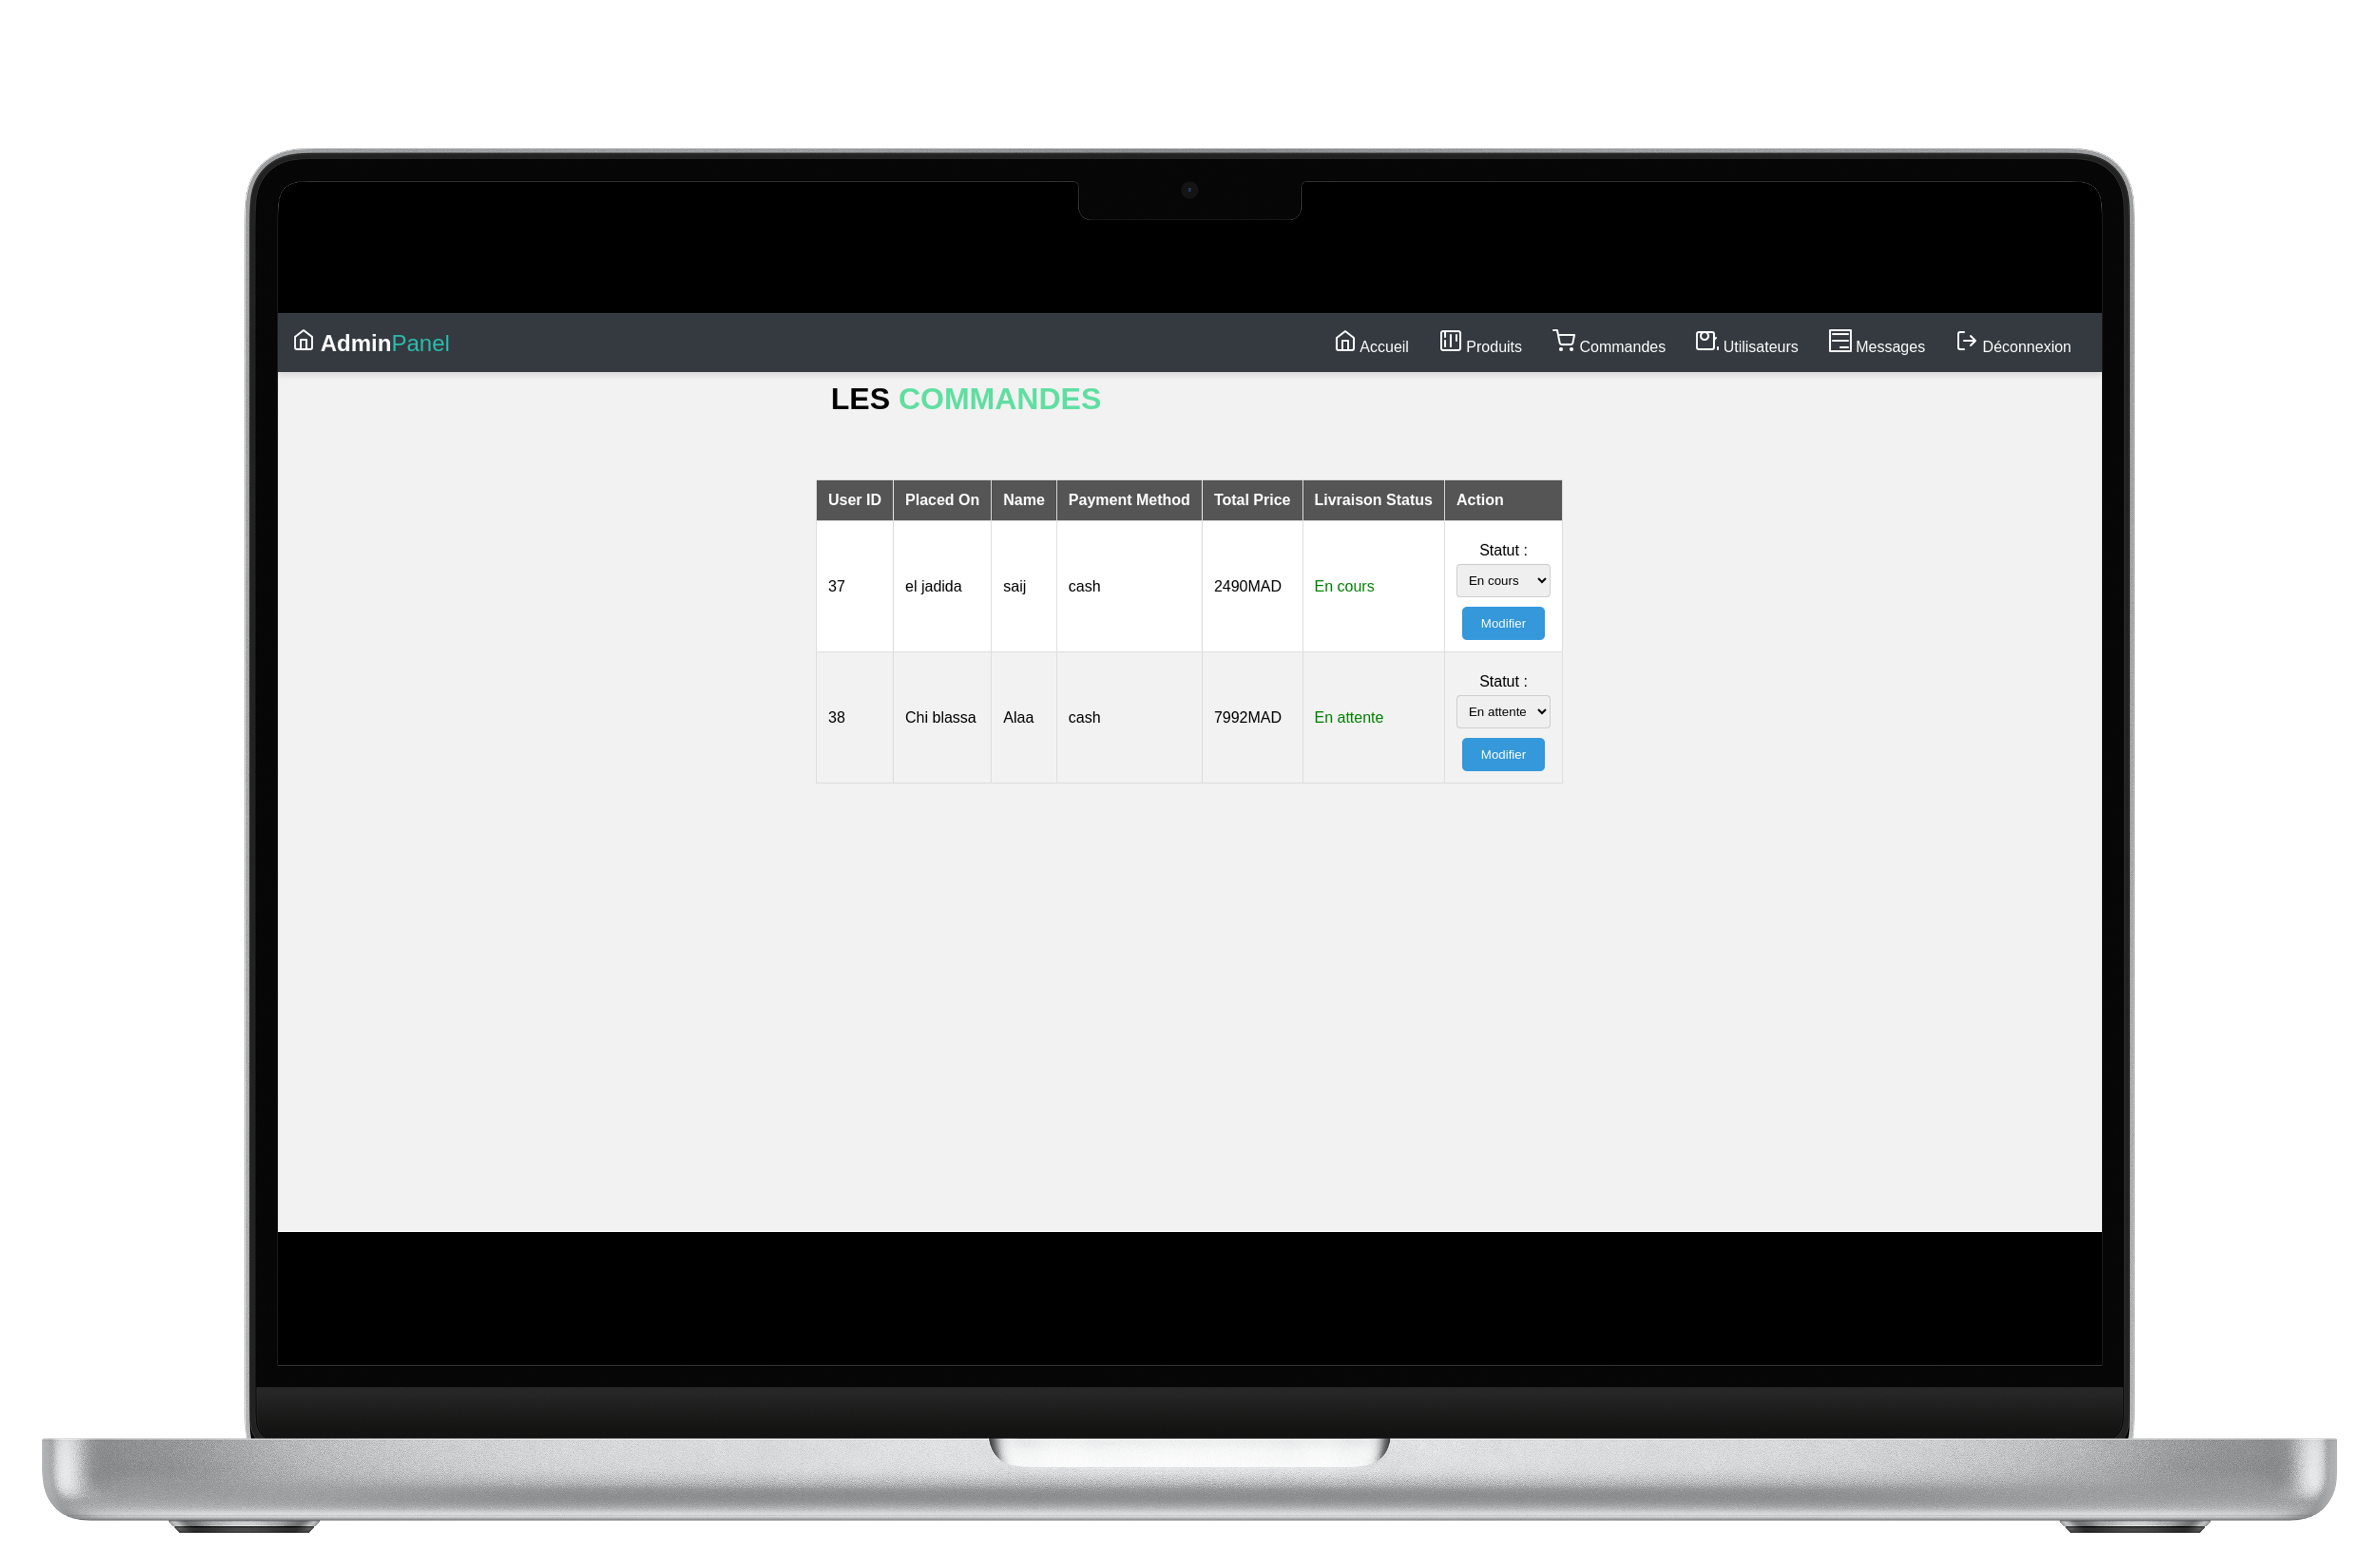 AdminPanel
Accueil Produits Commandes Utilisateurs Messages Déconnexion
LES COMMANDES
User ID Placed On Name Payment Method Total Price Livraison Status Action
Statut :
37 el jadida saij cash 2490MAD En cours En cours
Modifier
Statut :
38 Chi blassa Alaa cash 7992MAD En attente En attente
Modifier